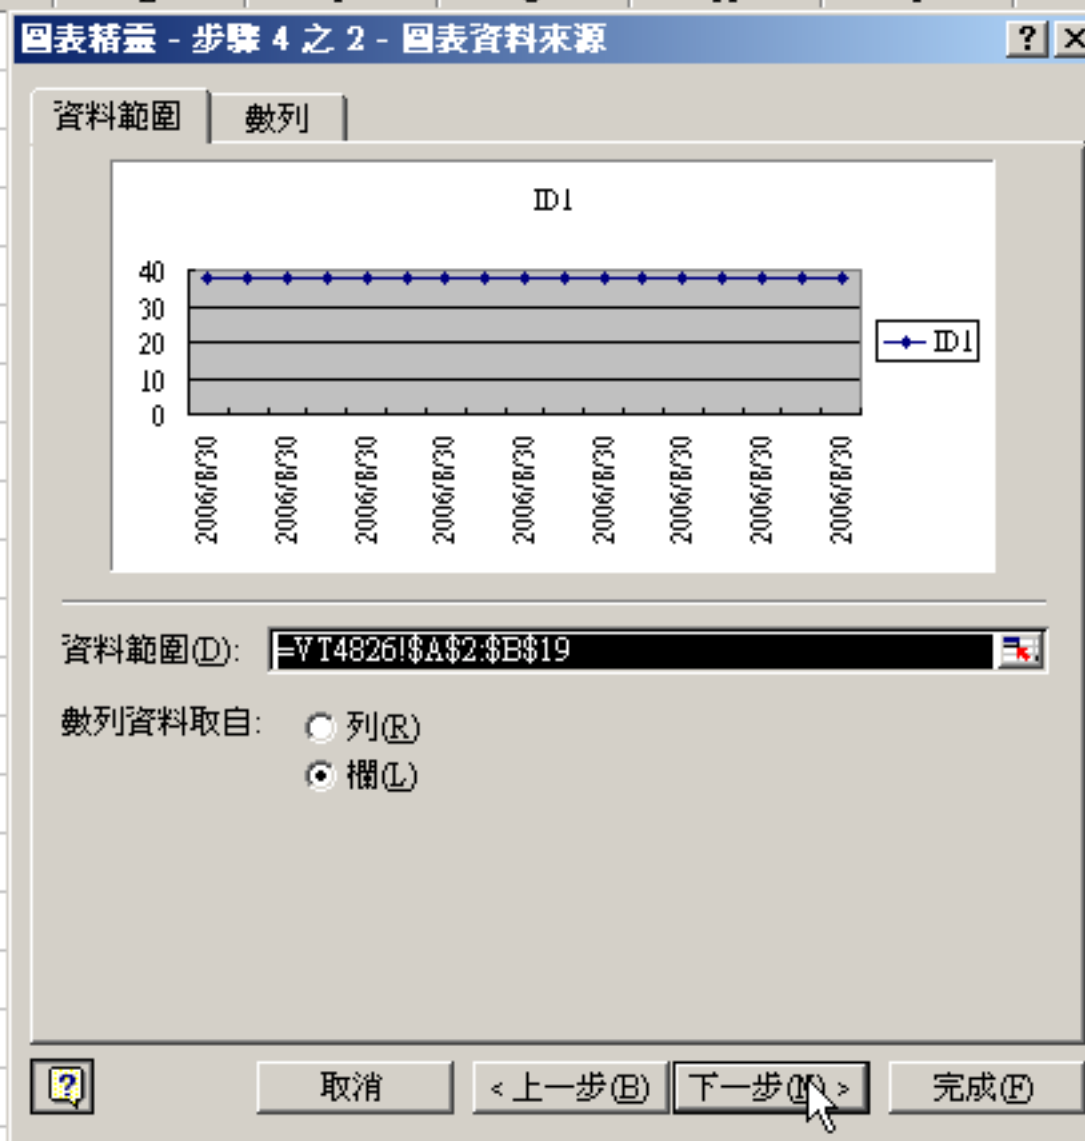 圖表精靈 - 步驟 4 之 2 - 圖表資料來源
資料範圍 數列
ID1
40
30
20
10
0
ID1
2006/8/30 2006/8/30 2006/8/30 2006/8/30 2006/8/30 2006/8/30 2006/8/30 2006/8/30 2006/8/30
資料範圍(D): =VT4826!$A$2:$B$19
數列資料取自: 列(R)
欄(L)
取消 < 上一步(B) 下一步(N) > 完成(F)